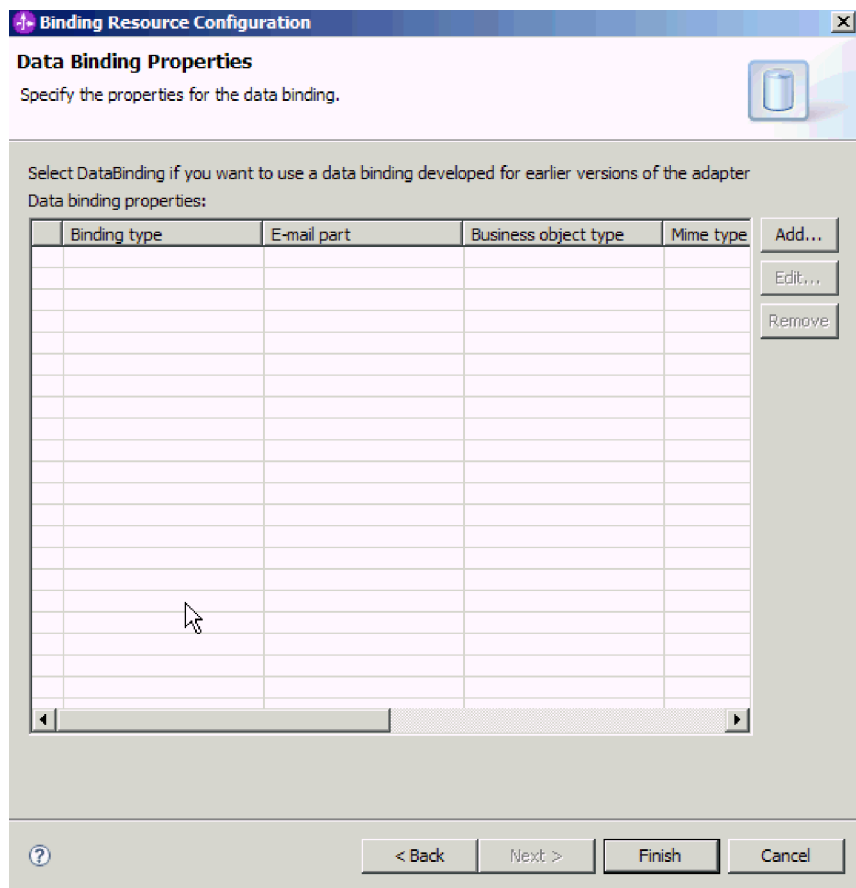 Binding Resource Configuration
Data Binding Properties
Specify the properties for the data binding.
Select DataBinding if you want to use a data binding developed for earlier versions of the adapter
Data binding properties:
Binding type E-mail part Business object type Mime type
Add...
Edit...
Remove
< Back Next > Finish Cancel